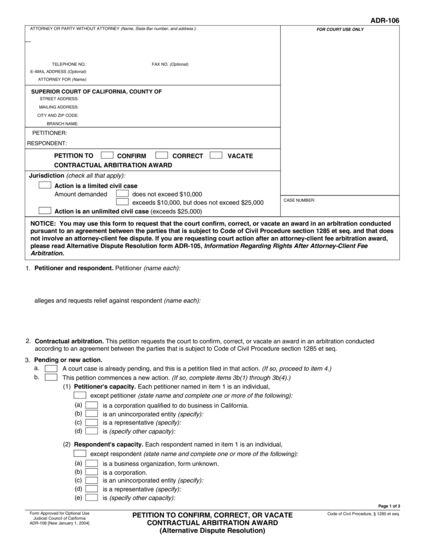 ADR-106
ATTORNEY OR PARTY WITHOUT ATTORNEY (Name, State Bar number, and address ):
FOR COURT USE ONLY
TELEPHONE NO.:
FAX NO. (Optional):
E–MAIL ADDRESS (Optional):
ATTORNEY FOR (Name):
SUPERIOR COURT OF CALIFORNIA, COUNTY OF
STREET ADDRESS:
MAILING ADDRESS:
CITY AND ZIP CODE:
BRANCH NAME:
PETITIONER:
RESPONDENT:
PETITION TO CONFIRM CORRECT VACATE
CONTRACTUAL ARBITRATION AWARD
Jurisdiction (check all that apply):
Action is a limited civil case
Amount demanded does not exceed $10,000
exceeds $10,000, but does not exceed $25,000
Action is an unlimited civil case (exceeds $25,000)
CASE NUMBER:
NOTICE: You may use this form to request that the court confirm, correct, or vacate an award in an arbitration conducted
pursuant to an agreement between the parties that is subject to Code of Civil Procedure section 1285 et seq. and that does
not involve an attorney-client fee dispute. If you are requesting court action after an attorney-client fee arbitration award,
please read Alternative Dispute Resolution form ADR-105, Information Regarding Rights After Attorney-Client Fee
Arbitration.
1. Petitioner and respondent. Petitioner (name each):
alleges and requests relief against respondent (name each):
2. Contractual arbitration. This petition requests the court to confirm, correct, or vacate an award in an arbitration conducted
according to an agreement between the parties that is subject to Code of Civil Procedure section 1285 et seq.
3. Pending or new action.
a. A court case is already pending, and this is a petition filed in that action. (If so, proceed to item 4.)
b. This petition commences a new action. (If so, complete items 3b(1) through 3b(4).)
(1) Petitioner's capacity. Each petitioner named in item 1 is an individual,
except petitioner (state name and complete one or more of the following):
(a) is a corporation qualified to do business in California.
(b) is an unincorporated entity (specify):
(c) is a representative (specify):
(d) is (specify other capacity):
(2) Respondent's capacity. Each respondent named in item 1 is an individual,
except respondent (state name and complete one or more of the following):
(a) is a business organization, form unknown.
(b) is a corporation.
(c) is an unincorporated entity (specify):
(d) is a representative (specify):
(e) is (specify other capacity):
Page 1 of 3
Form Approved for Optional Use
Judicial Council of California
ADR-106 [New January 1, 2004]
PETITION TO CONFIRM, CORRECT, OR VACATE
CONTRACTUAL ARBITRATION AWARD
(Alternative Dispute Resolution)
Code of Civil Procedure, § 1285 et seq.